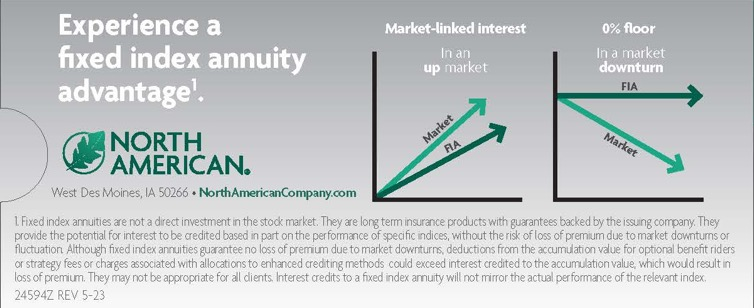 Experience a
fixed index annuity
advantage¹.
NORTH
AMERICAN®
West Des Moines, IA 50266 • NorthAmericanCompany.com
Market-linked interest
In an
up market
Market
FIA
0% floor
In a market
downturn
FIA
Market
1. Fixed index annuities are not a direct investment in the stock market. They are long term insurance products with guarantees backed by the issuing company. They
provide the potential for interest to be credited based in part on the performance of specific indices, without the risk of loss of premium due to market downturns or
fluctuation. Although fixed index annuities guarantee no loss of premium due to market downturns, deductions from the accumulation value for optional benefit riders
or strategy fees or charges associated with allocations to enhanced crediting methods could exceed interest credited to the accumulation value, which would result in
loss of premium. They may not be appropriate for all clients. Interest credits to a fixed index annuity will not mirror the actual performance of the relevant index.
24594Z REV 5-23